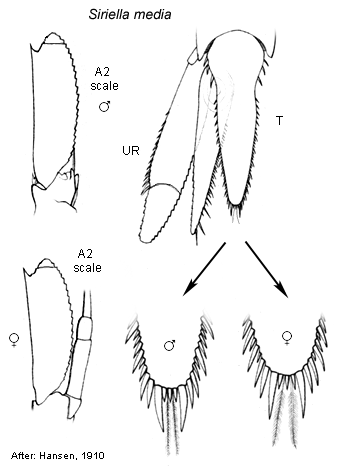 Siriella media
A2
scale
♂
UR
T
A2
scale
♀
♂
♀
After: Hansen, 1910